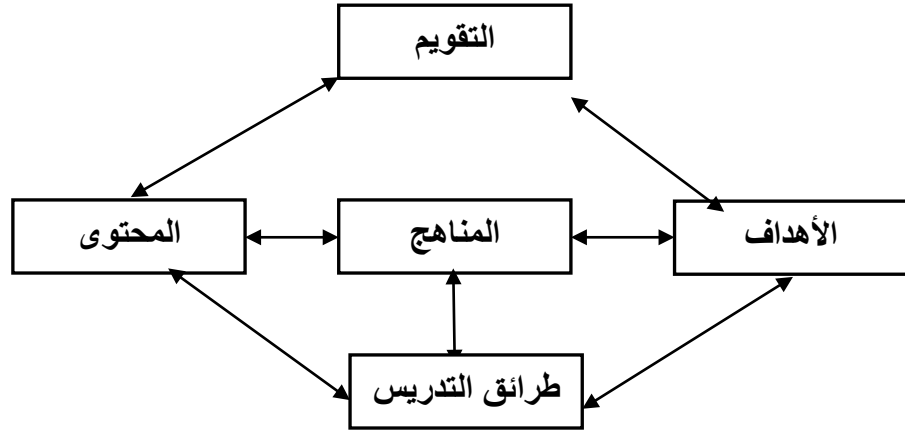 التقويم
الأهداف
المناهج
المحتوى
طرائق التدريس